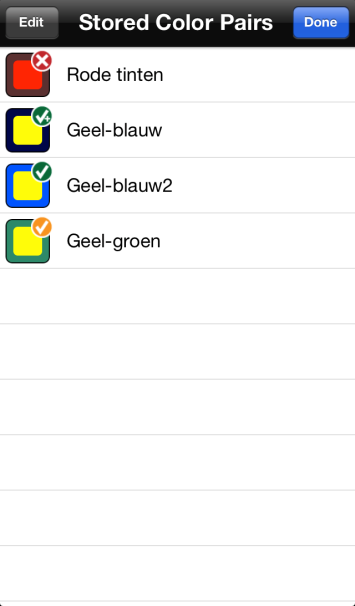 Edit
Stored Color Pairs
Done
Rode tinten
Geel-blauw
Geel-blauw2
Geel-groen